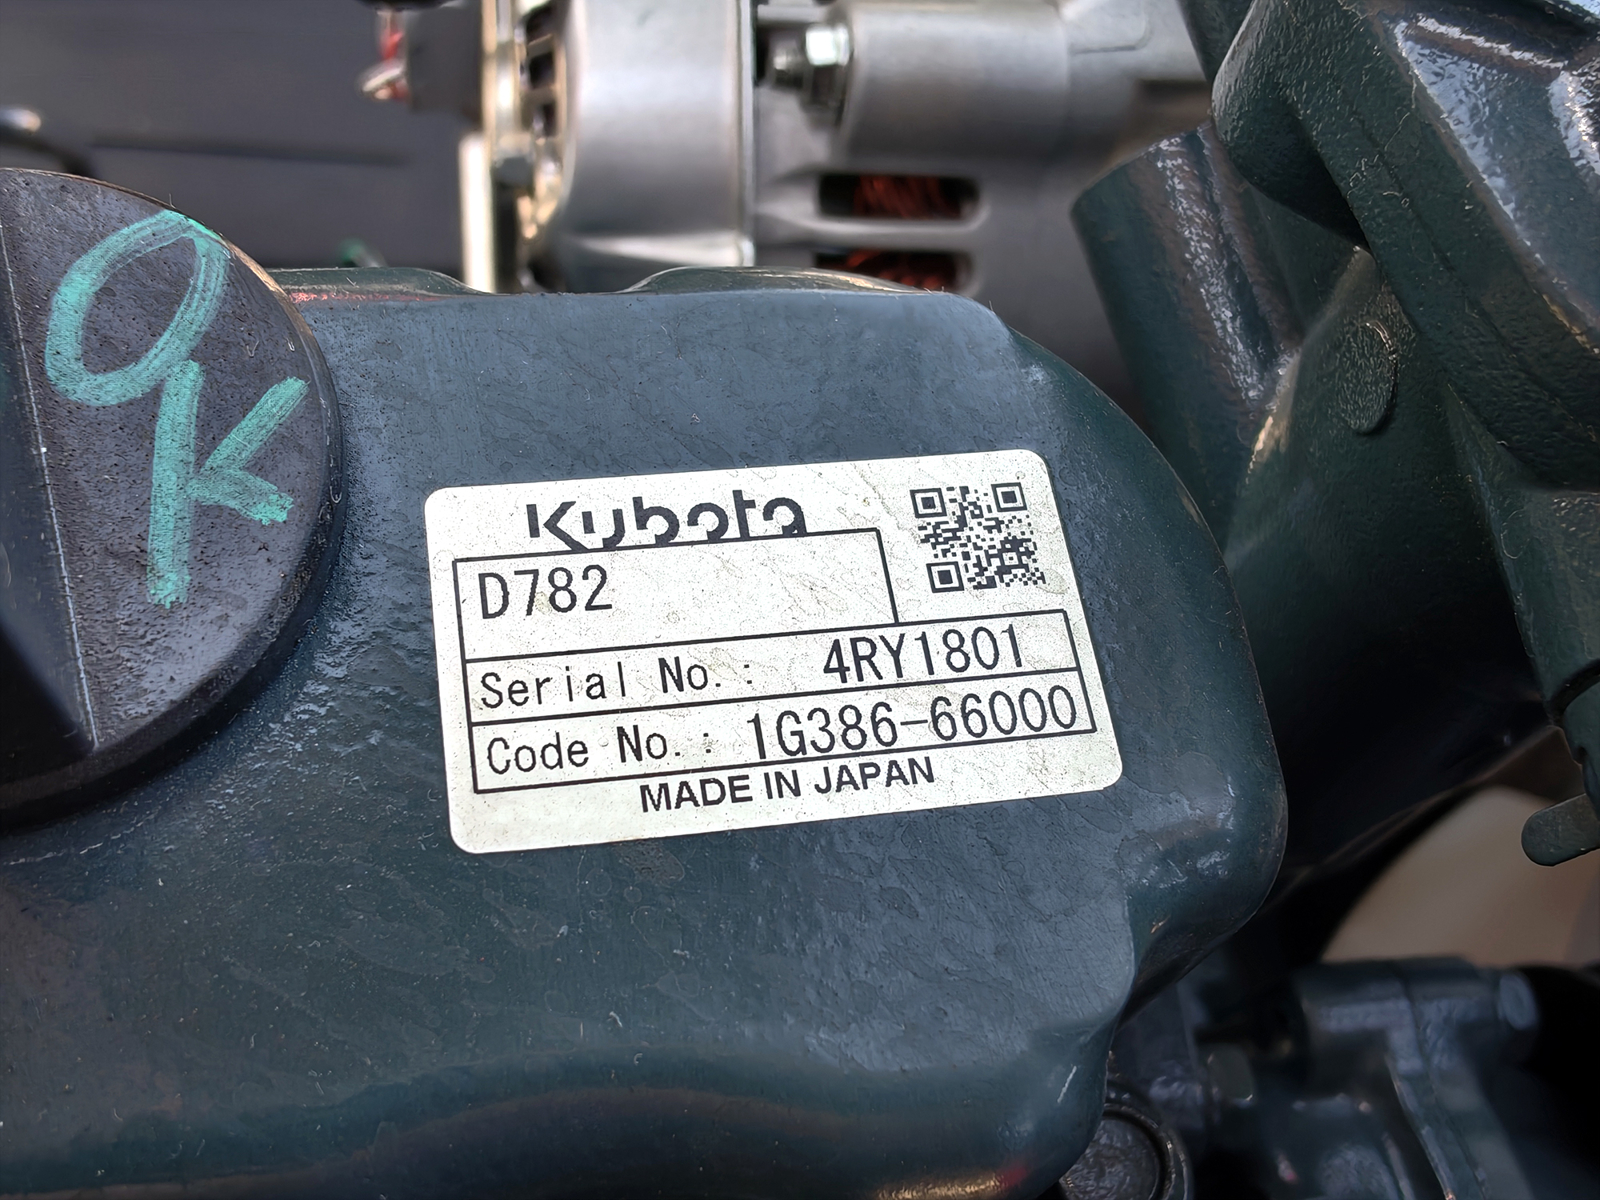 OK
Kubota
D782
Serial No.: 4RY1801
Code No.: 1G386-66000
MADE IN JAPAN